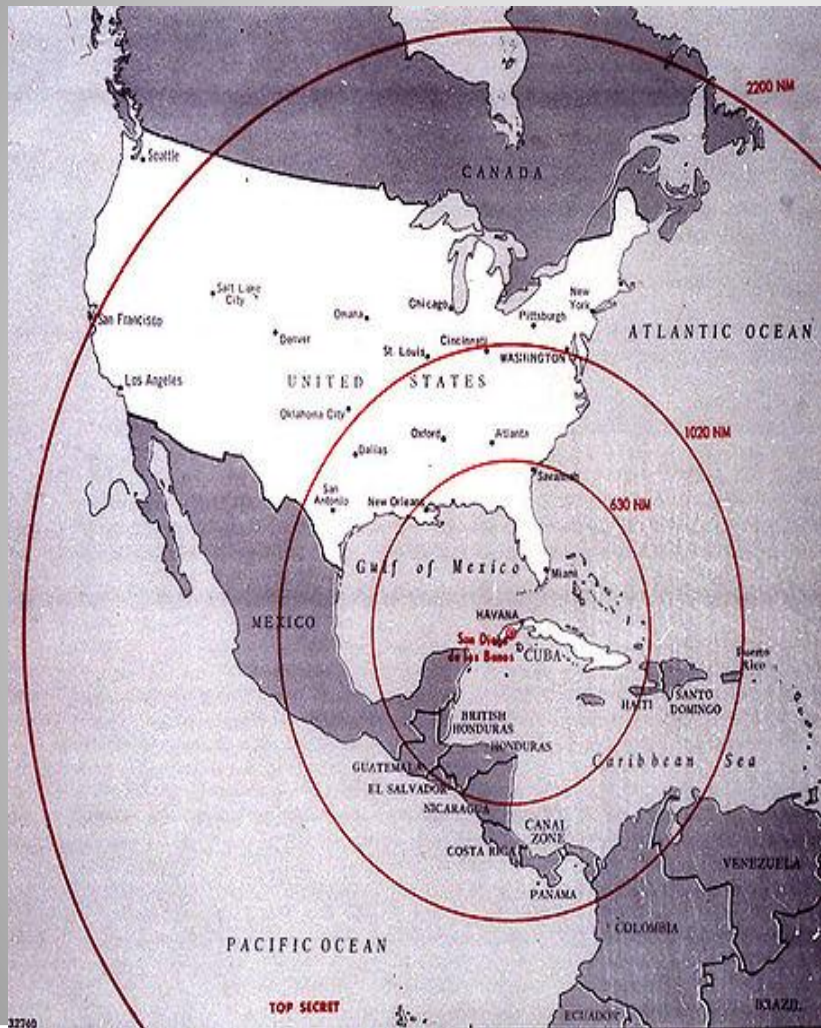 2200 NM
Seattle
CANADA
Salt Lake
City
New
York
Omaha
Chicago
San Francisco
Pittsburgh
ATLANTIC OCEAN
Denver
Cincinnati
St. Louis
WASHINGTON
Los Angeles
UNITED STATES
Oklahoma City
1020 NM
Oxford
Atlanta
Dallas
Savannah
San
Antonio
New Orleans
630 NM
Gulf of Mexico
Miami
HAVANA
MEXICO
San Diego
de los Banos
CUBA
Puerto
Rico
HAITI
SANTO
DOMINGO
BRITISH
HONDURAS
HONDURAS
GUATEMALA
Caribbean Sea
EL SALVADOR
NICARAGUA
CANAL
ZONE
COSTA RICA
VENEZUELA
PANAMA
COLOMBIA
PACIFIC OCEAN
TOP SECRET
BRAZIL
ECUADOR
32760